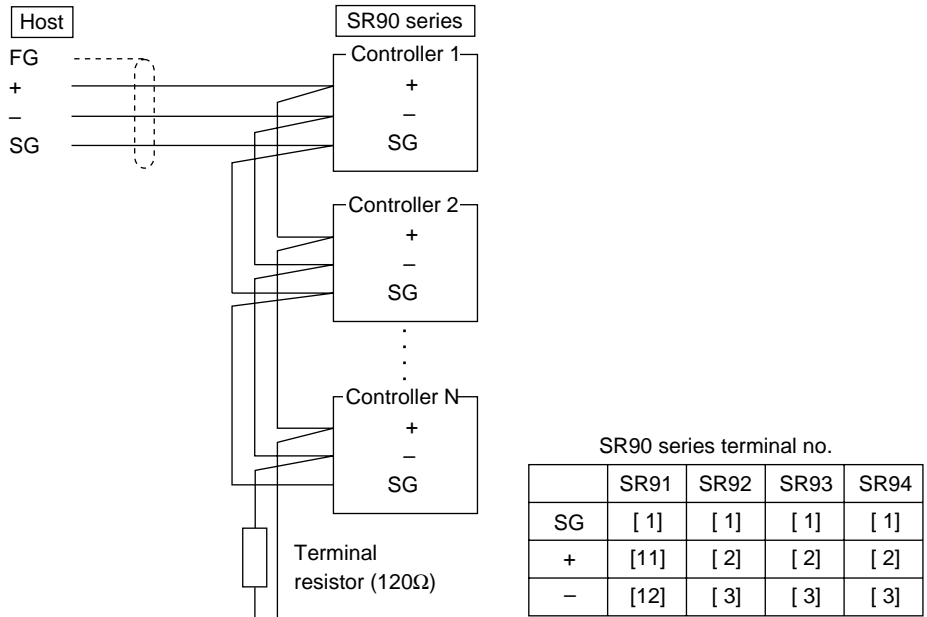 Host
SR90 series
FG
+
–
SG
Controller 1
+
–
SG
Controller 2
+
–
SG
Controller N
+
–
SG
Terminal
resistor (120Ω)
SR90 series terminal no.
SR91 SR92 SR93 SR94
SG [ 1] [ 1] [ 1] [ 1]
+ [11] [ 2] [ 2] [ 2]
– [12] [ 3] [ 3] [ 3]